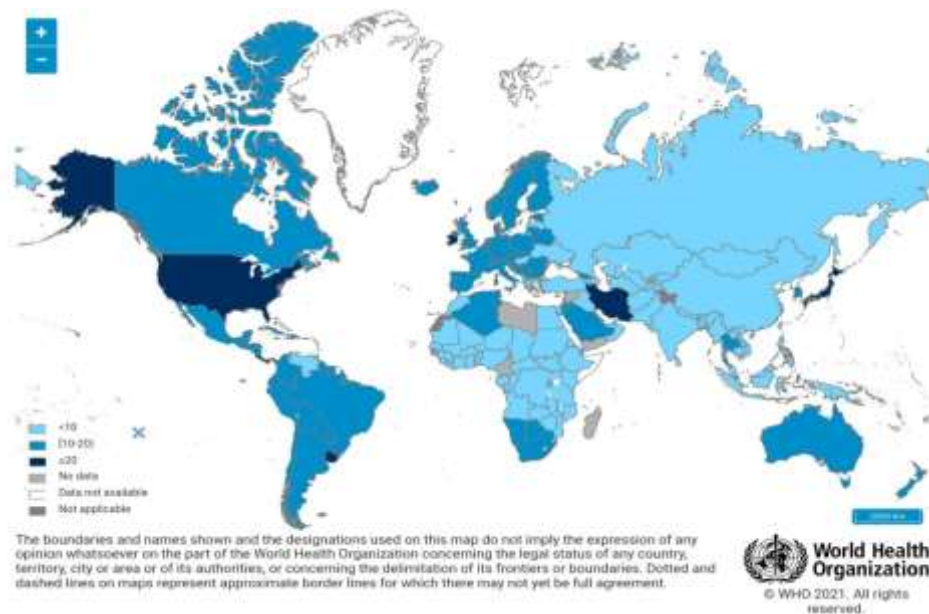 +
−
<10
[10-20)
≥20
No data
Data not available
Not applicable
The boundaries and names shown and the designations used on this map do not imply the expression of any
opinion whatsoever on the part of the World Health Organization concerning the legal status of any country,
territory, city or area or of its authorities, or concerning the delimitation of its frontiers or boundaries. Dotted and
dashed lines on maps represent approximate border lines for which there may not yet be full agreement.
World Health
Organization
© WHO 2021. All rights
reserved.